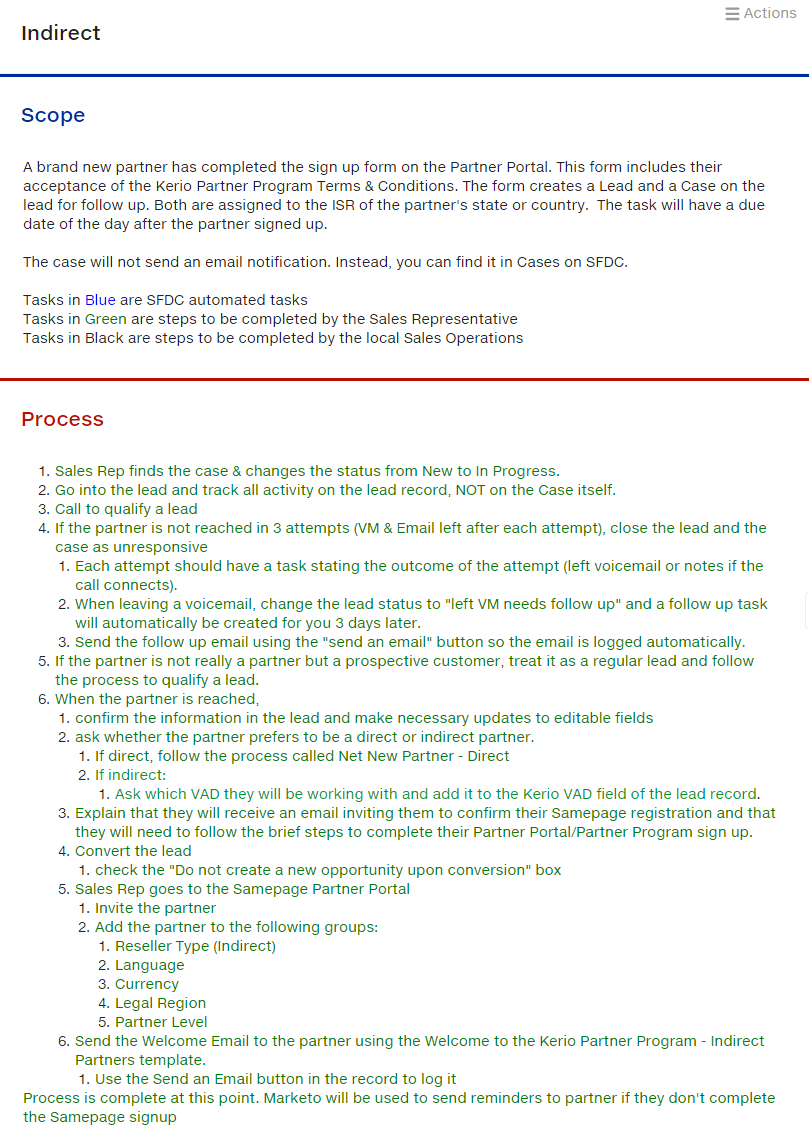 Actions
Indirect
Scope
A brand new partner has completed the sign up form on the Partner Portal. This form includes their
acceptance of the Kerio Partner Program Terms & Conditions. The form creates a Lead and a Case on the
lead for follow up. Both are assigned to the ISR of the partner's state or country.  The task will have a due
date of the day after the partner signed up.
The case will not send an email notification. Instead, you can find it in Cases on SFDC.
Tasks in Blue are SFDC automated tasks
Tasks in Green are steps to be completed by the Sales Representative
Tasks in Black are steps to be completed by the local Sales Operations
Process
1. Sales Rep finds the case & changes the status from New to In Progress.
2. Go into the lead and track all activity on the lead record, NOT on the Case itself.
3. Call to qualify a lead
4. If the partner is not reached in 3 attempts (VM & Email left after each attempt), close the lead and the
case as unresponsive
1. Each attempt should have a task stating the outcome of the attempt (left voicemail or notes if the
call connects).
2. When leaving a voicemail, change the lead status to "left VM needs follow up" and a follow up task
will automatically be created for you 3 days later.
3. Send the follow up email using the "send an email" button so the email is logged automatically.
5. If the partner is not really a partner but a prospective customer, treat it as a regular lead and follow
the process to qualify a lead.
6. When the partner is reached,
1. confirm the information in the lead and make necessary updates to editable fields
2. ask whether the partner prefers to be a direct or indirect partner.
1. If direct, follow the process called Net New Partner - Direct
2. If indirect:
1. Ask which VAD they will be working with and add it to the Kerio VAD field of the lead record.
3. Explain that they will receive an email inviting them to confirm their Samepage registration and that
they will need to follow the brief steps to complete their Partner Portal/Partner Program sign up.
4. Convert the lead
1. check the "Do not create a new opportunity upon conversion" box
5. Sales Rep goes to the Samepage Partner Portal
1. Invite the partner
2. Add the partner to the following groups:
1. Reseller Type (Indirect)
2. Language
3. Currency
4. Legal Region
5. Partner Level
6. Send the Welcome Email to the partner using the Welcome to the Kerio Partner Program - Indirect
Partners template.
1. Use the Send an Email button in the record to log it
Process is complete at this point. Marketo will be used to send reminders to partner if they don't complete
the Samepage signup